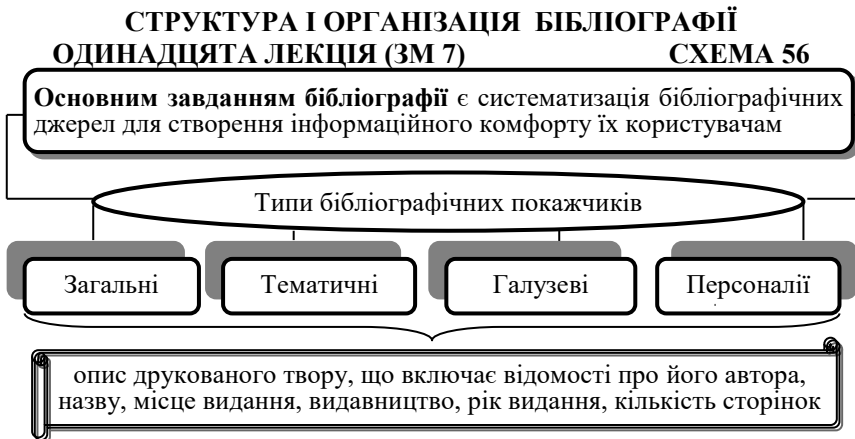 СТРУКТУРА І ОРГАНІЗАЦІЯ БІБЛІОГРАФІЇ
ОДИНАДЦЯТА ЛЕКЦІЯ (ЗМ 7) СХЕМА 56
Основним завданням бібліографії є систематизація бібліографічних
джерел для створення інформаційного комфорту їх користувачам
Типи бібліографічних покажчиків
Загальні Тематичні Галузеві Персоналії
опис друкованого твору, що включає відомості про його автора,
назву, місце видання, видавництво, рік видання, кількість сторінок